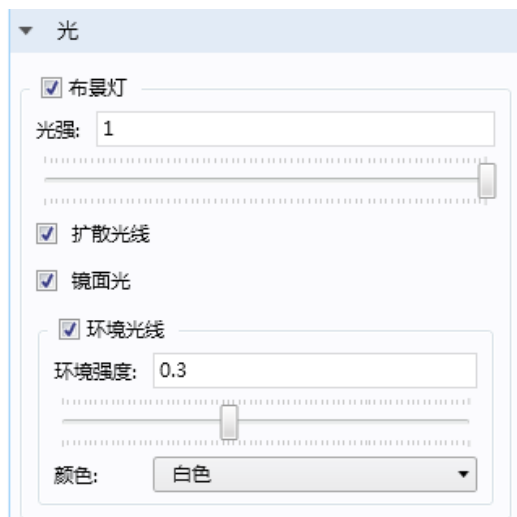 光
布景灯
光强: 1
扩散光线
镜面光
环境光线
环境强度: 0.3
颜色: 白色